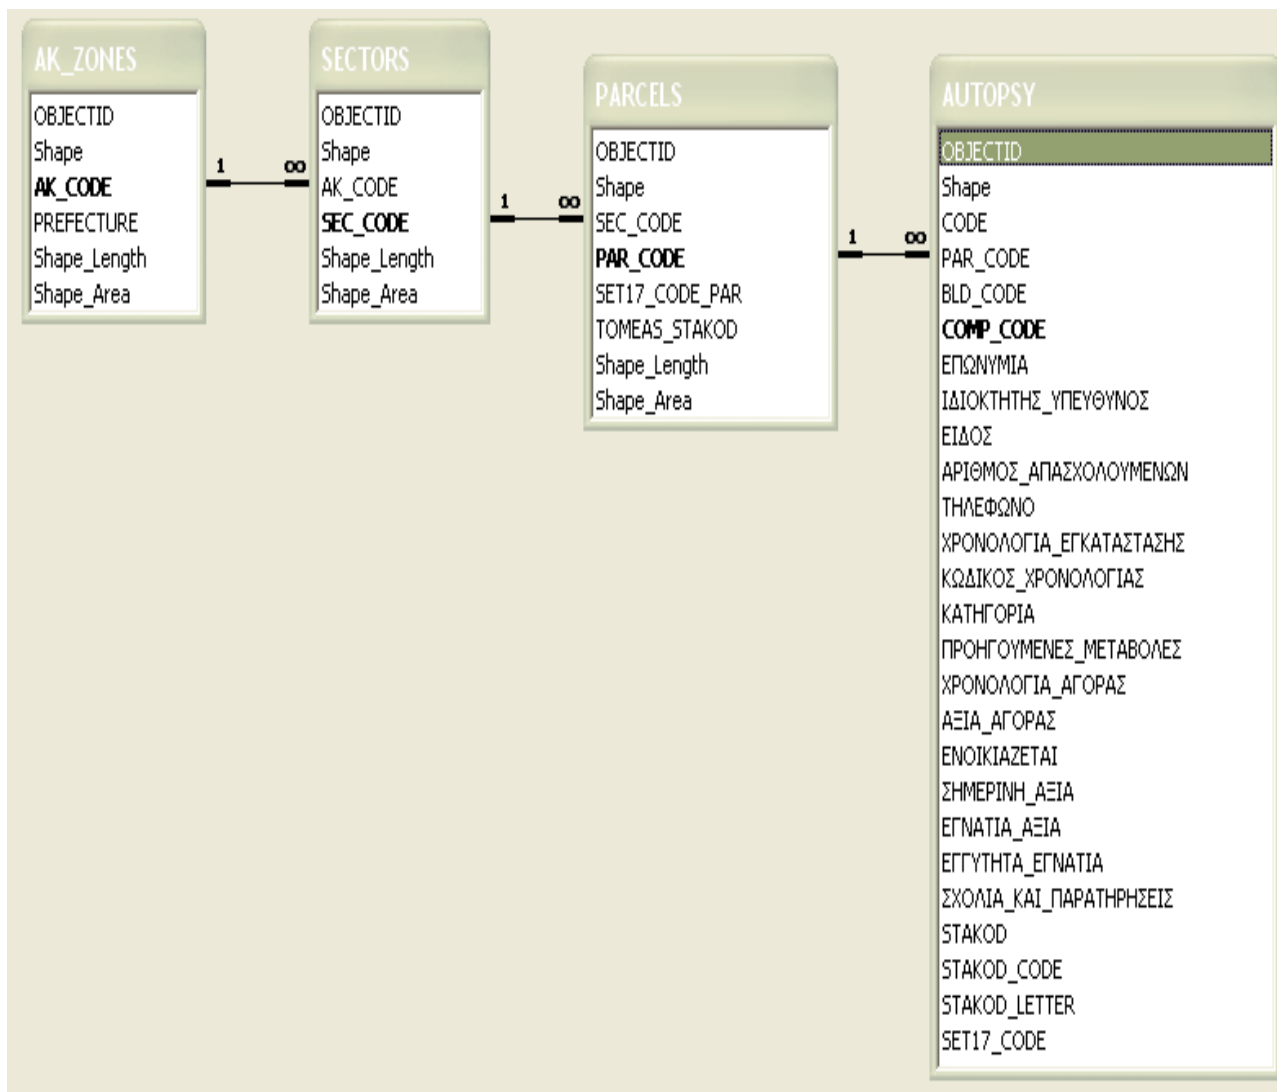 AK_ZONES
OBJECTID
Shape
AK_CODE
PREFECTURE
Shape_Length
Shape_Area
1
∞
SECTORS
OBJECTID
Shape
AK_CODE
SEC_CODE
Shape_Length
Shape_Area
1
∞
PARCELS
OBJECTID
Shape
SEC_CODE
PAR_CODE
SET17_CODE_PAR
TOMEAS_STAKOD
Shape_Length
Shape_Area
1
∞
AUTOPSY
OBJECTID
Shape
CODE
PAR_CODE
BLD_CODE
COMP_CODE
ΕΠΩΝΥΜΙΑ
ΙΔΙΟΚΤΗΤΗΣ_ΥΠΕΥΘΥΝΟΣ
ΕΙΔΟΣ
ΑΡΙΘΜΟΣ_ΑΠΑΣΧΟΛΟΥΜΕΝΩΝ
ΤΗΛΕΦΩΝΟ
ΧΡΟΝΟΛΟΓΙΑ_ΕΓΚΑΤΑΣΤΑΣΗΣ
ΚΩΔΙΚΟΣ_ΧΡΟΝΟΛΟΓΙΑΣ
ΚΑΤΗΓΟΡΙΑ
ΠΡΟΗΓΟΥΜΕΝΕΣ_ΜΕΤΑΒΟΛΕΣ
ΧΡΟΝΟΛΟΓΙΑ_ΑΓΟΡΑΣ
ΑΞΙΑ_ΑΓΟΡΑΣ
ΕΝΟΙΚΙΑΖΕΤΑΙ
ΣΗΜΕΡΙΝΗ_ΑΞΙΑ
ΕΓΝΑΤΙΑ_ΑΞΙΑ
ΕΓΓΥΤΗΤΑ_ΕΓΝΑΤΙΑ
ΣΧΟΛΙΑ_ΚΑΙ_ΠΑΡΑΤΗΡΗΣΕΙΣ
STAKOD
STAKOD_CODE
STAKOD_LETTER
SET17_CODE